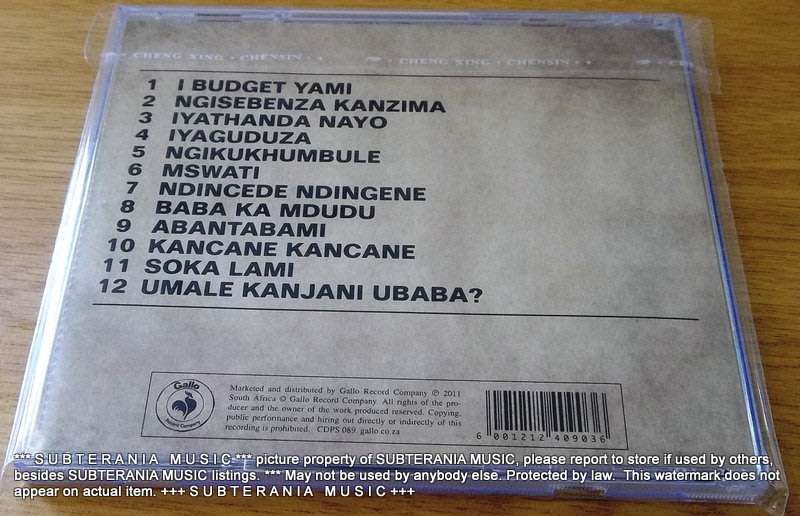 CHENG XING • CHENSIN • • CHENG XING • CHENSIN • •
1 I BUDGET YAMI
2 NGISEBENZA KANZIMA
3 IYATHANDA NAYO
4 IYAGUDUZA
5 NGIKUKHUMBULE
6 MSWATI
7 NDINCEDE NDINGENE
8 BABA KA MDUDU
9 ABANTABAMI
10 KANCANE KANCANE
11 SOKA LAMI
12 UMALE KANJANI UBABA?
Gallo
Record Company
Marketed and distributed by Gallo Record Company ℗ 2011
South Africa © Gallo Record Company. All rights of the pro-
ducer and the owner of the work produced reserved. Copying,
public performance and hiring out directly or indirectly of this
recording is prohibited. CDPS 089. gallo.co.za
6 001212 409036
*** S U B T E R A N I A   M U S I C *** picture property of SUBTERANIA MUSIC, please report to store if used by others,
besides SUBTERANIA MUSIC listings. *** May not be used by anybody else. Protected by law. This watermark does not
appear on actual item. +++ S U B T E R A N I A   M U S I C +++